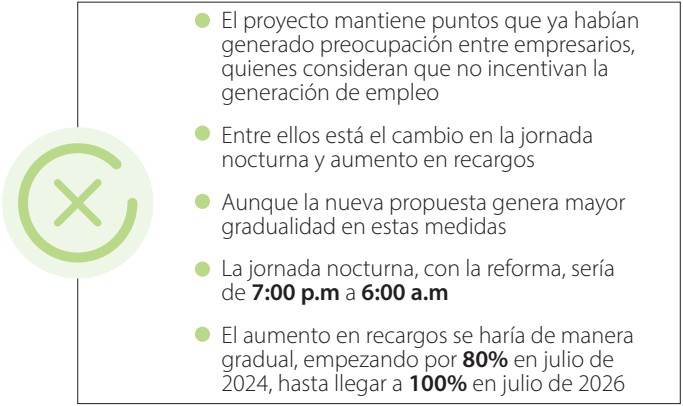 El proyecto mantiene puntos que ya habían
generado preocupación entre empresarios,
quienes consideran que no incentivan la
generación de empleo
Entre ellos está el cambio en la jornada
nocturna y aumento en recargos
Aunque la nueva propuesta genera mayor
gradualidad en estas medidas
La jornada nocturna, con la reforma, sería
de 7:00 p.m a 6:00 a.m
El aumento en recargos se haría de manera
gradual, empezando por 80% en julio de
2024, hasta llegar a 100% en julio de 2026